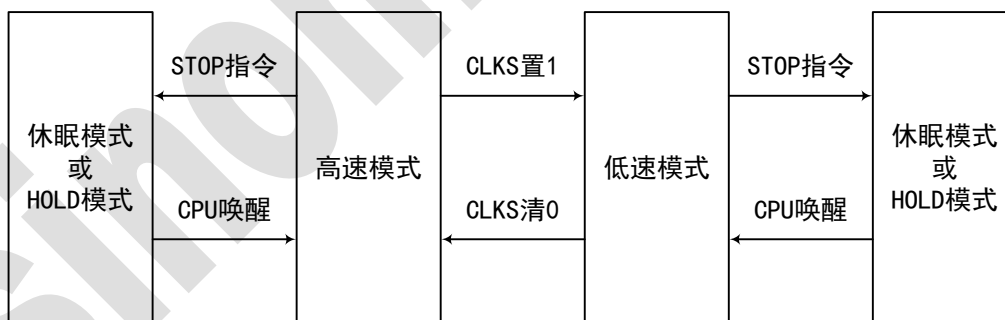 STOP指令
CLKS置1
STOP指令
休眠模式
或
HOLD模式
高速模式
低速模式
休眠模式
或
HOLD模式
CPU唤醒
CLKS清0
CPU唤醒